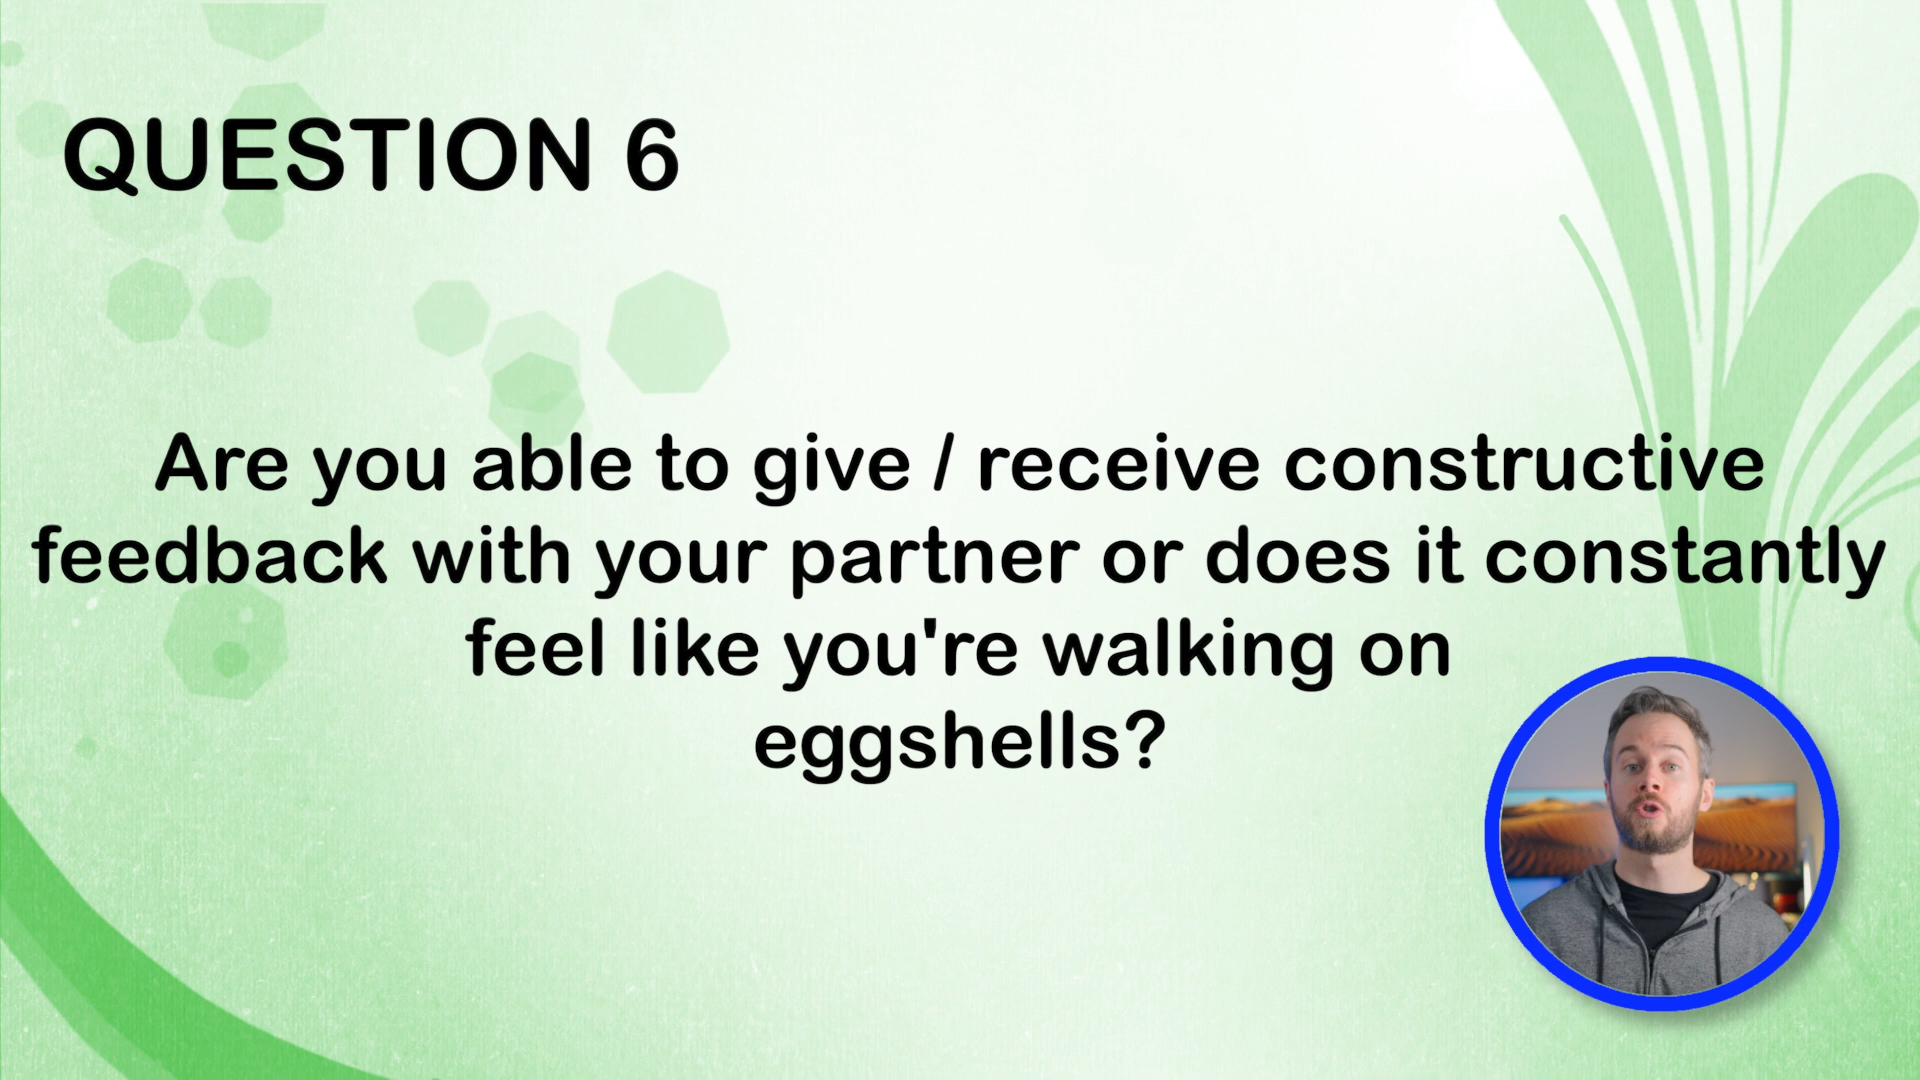 QUESTION 6
Are you able to give / receive constructive
feedback with your partner or does it constantly
feel like you're walking on
eggshells?